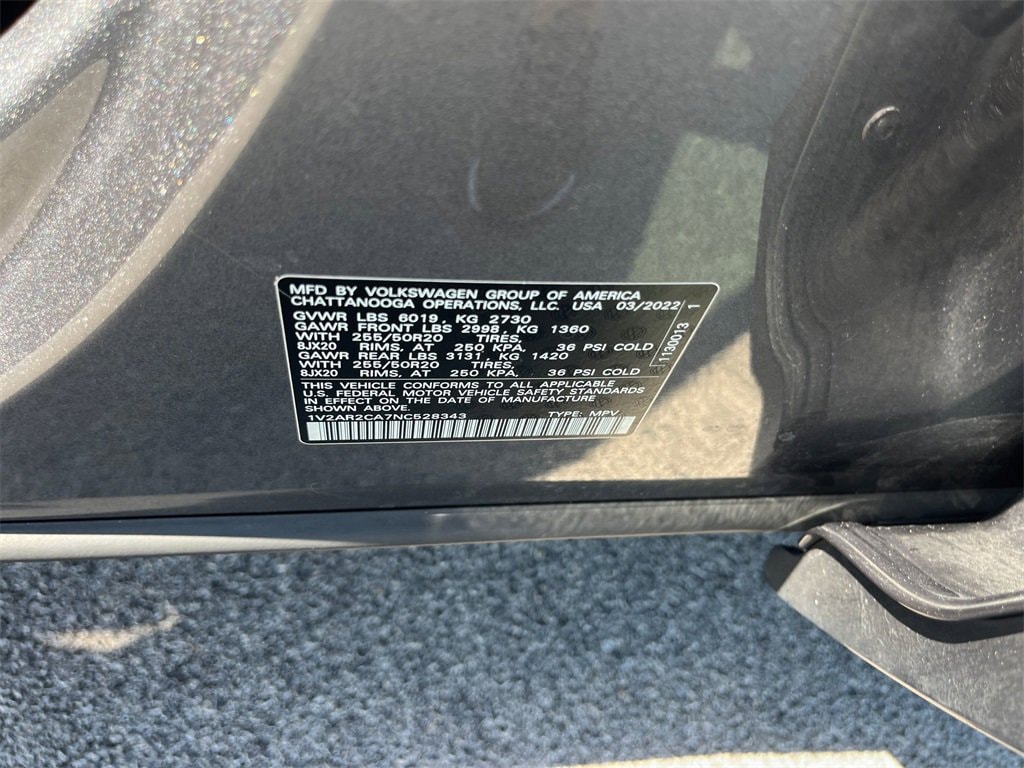 MFD BY VOLKSWAGEN GROUP OF AMERICA
CHATTANOOGA OPERATIONS, LLC. USA 03/2022
GVWR LBS 6019, KG 2730
GAWR FRONT LBS 2998, KG 1360
WITH 255/50R20 TIRES,
8JX20 RIMS, AT 250 KPA, 36 PSI COLD
GAWR REAR LBS 3131, KG 1420
WITH 255/50R20 TIRES,
8JX20 RIMS, AT 250 KPA, 36 PSI COLD
THIS VEHICLE CONFORMS TO ALL APPLICABLE
U.S. FEDERAL MOTOR VEHICLE SAFETY STANDARDS
IN EFFECT ON THE DATE OF MANUFACTURE
SHOWN ABOVE.
1V2AR2CA7NC528343 TYPE: MPV
1130013 1